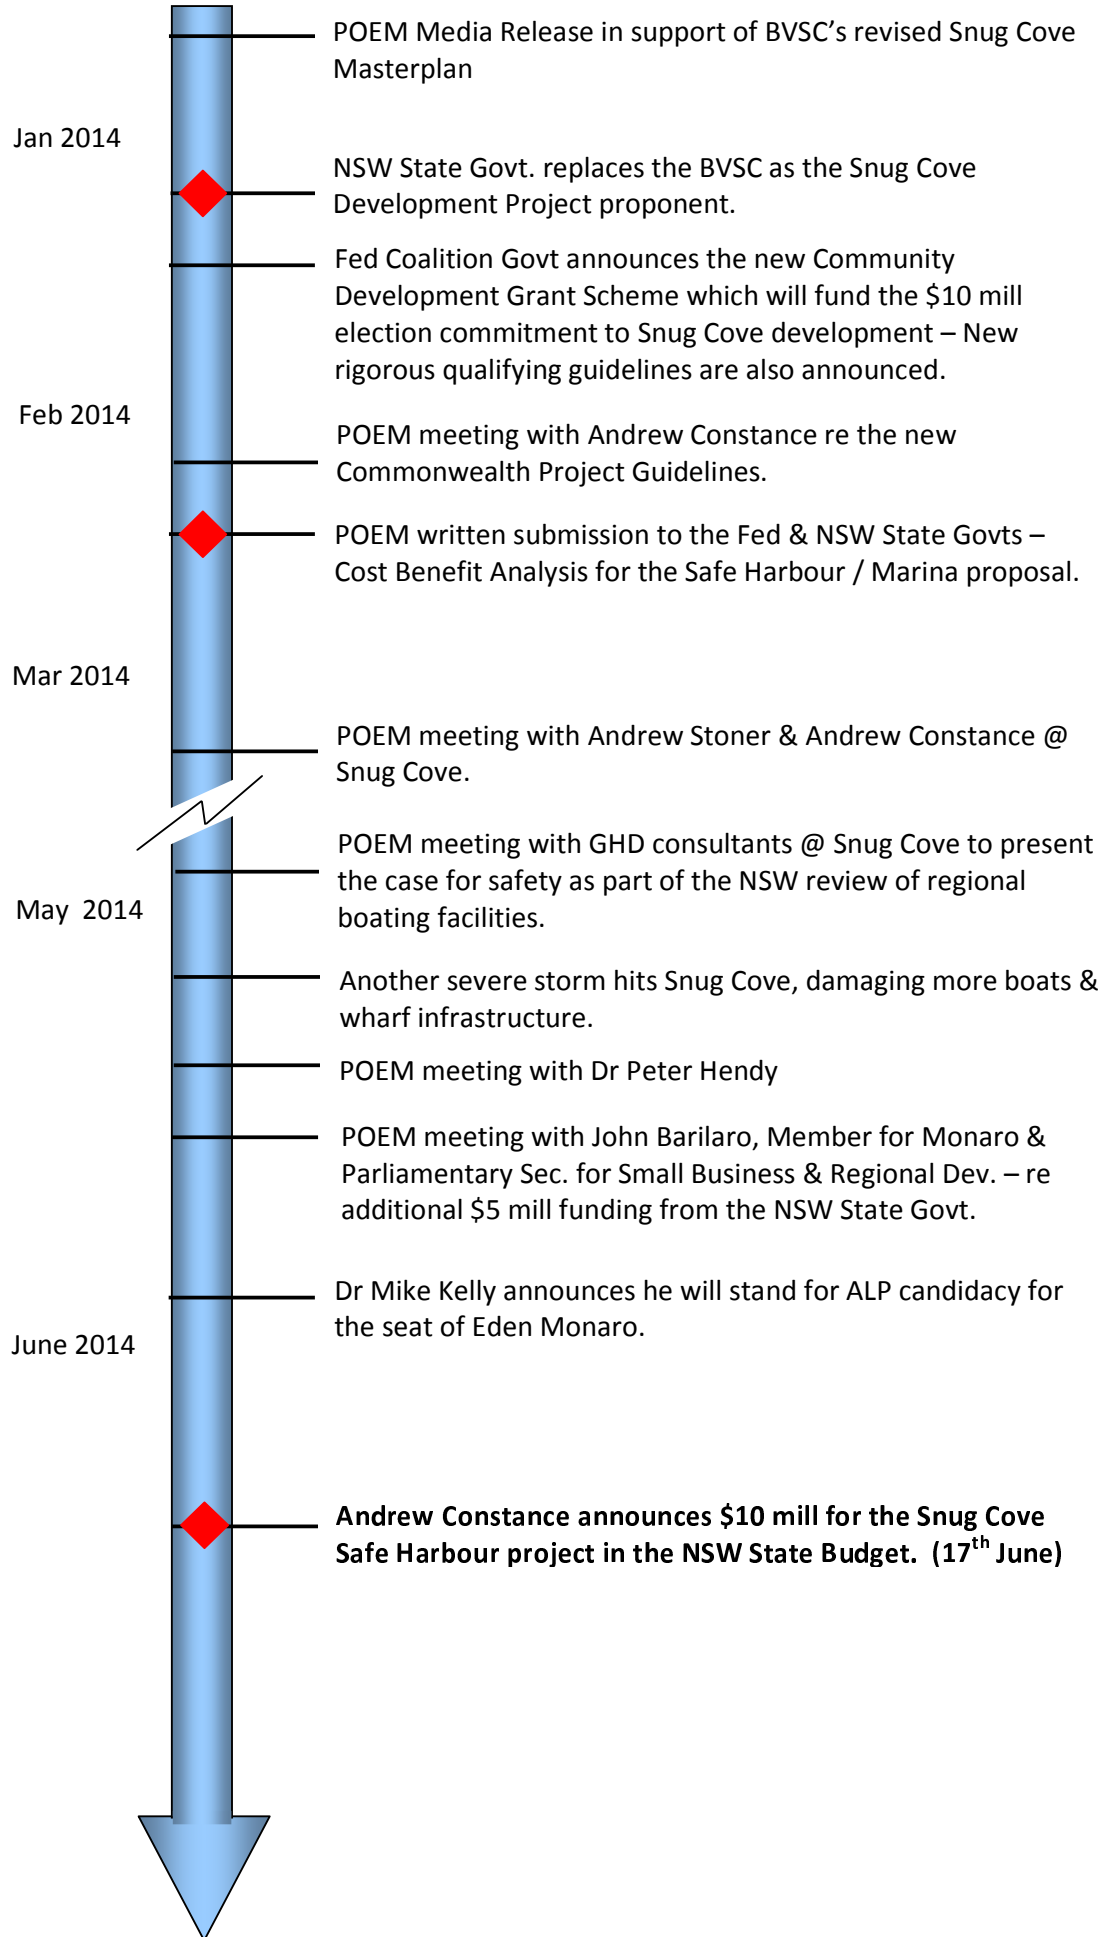 POEM Media Release in support of BVSC’s revised Snug Cove
Masterplan
Jan 2014
NSW State Govt. replaces the BVSC as the Snug Cove
Development Project proponent.
Fed Coalition Govt announces the new Community
Development Grant Scheme which will fund the $10 mill
election commitment to Snug Cove development – New
rigorous qualifying guidelines are also announced.
Feb 2014
POEM meeting with Andrew Constance re the new
Commonwealth Project Guidelines.
POEM written submission to the Fed & NSW State Govts –
Cost Benefit Analysis for the Safe Harbour / Marina proposal.
Mar 2014
POEM meeting with Andrew Stoner & Andrew Constance @
Snug Cove.
POEM meeting with GHD consultants @ Snug Cove to present
the case for safety as part of the NSW review of regional
boating facilities.
May 2014
Another severe storm hits Snug Cove, damaging more boats &
wharf infrastructure.
POEM meeting with Dr Peter Hendy
POEM meeting with John Barilaro, Member for Monaro &
Parliamentary Sec. for Small Business & Regional Dev. – re
additional $5 mill funding from the NSW State Govt.
Dr Mike Kelly announces he will stand for ALP candidacy for
the seat of Eden Monaro.
June 2014
Andrew Constance announces $10 mill for the Snug Cove
Safe Harbour project in the NSW State Budget. (17th June)